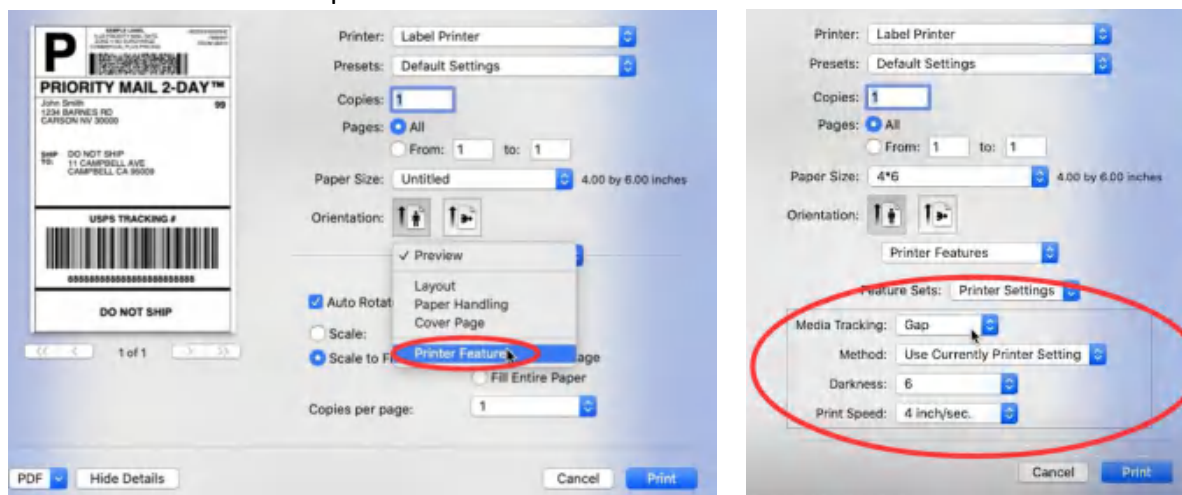 P
PRIORITY MAIL 2-DAY™
John Smith 99
1234 BARNES RD
CARSON NV 30000
SHIP TO: DO NOT SHIP
11 CAMPBELL AVE
CAMPBELL CA 95009
USPS TRACKING #
DO NOT SHIP
1 of 1
Printer: Label Printer
Presets: Default Settings
Copies: 1
Pages: All
From: 1 to: 1
Paper Size: Untitled 4.00 by 6.00 inches
Orientation:
✓ Preview
Layout
Auto Rotat Paper Handling
Cover Page
Scale:
Scale to F Printer Feature age
Fill Entire Paper
Copies per page: 1
PDF Hide Details Cancel Print
Printer: Label Printer
Presets: Default Settings
Copies: 1
Pages: All
From: 1 to: 1
Paper Size: 4*6 4.00 by 6.00 inches
Orientation:
Printer Features
Feature Sets: Printer Settings
Media Tracking: Gap
Method: Use Currently Printer Setting
Darkness: 6
Print Speed: 4 inch/sec.
Cancel Print